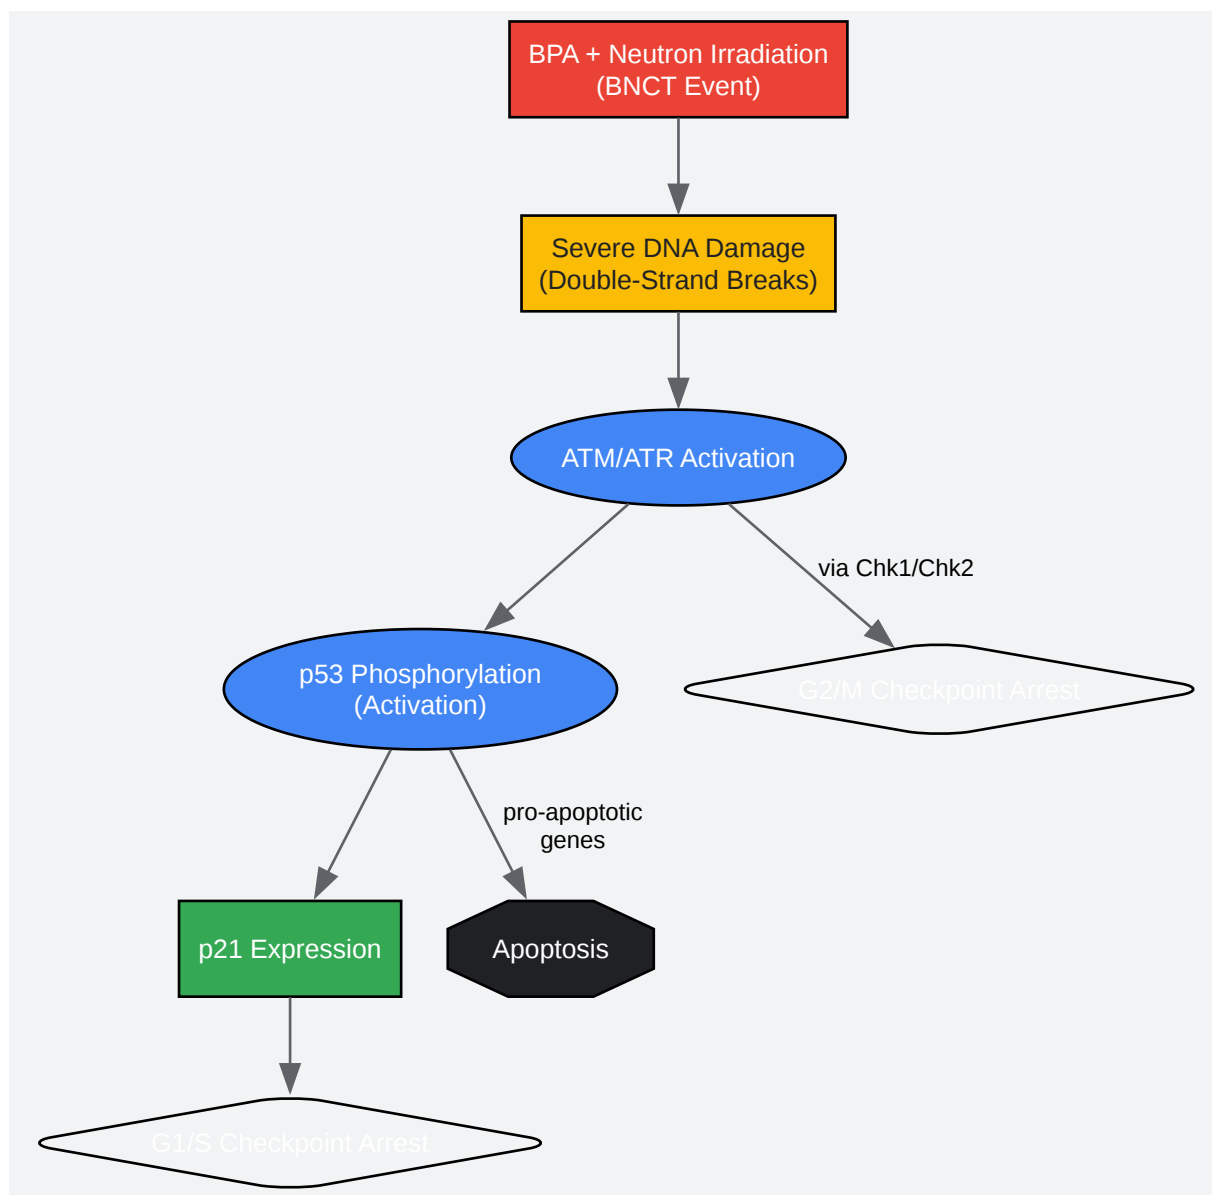 BPA + Neutron Irradiation
(BNCT Event)
Severe DNA Damage
(Double-Strand Breaks)
ATM/ATR Activation
via Chk1/Chk2
p53 Phosphorylation
(Activation)
G2/M Checkpoint Arrest
pro-apoptotic
genes
p21 Expression
Apoptosis
G1/S Checkpoint Arrest